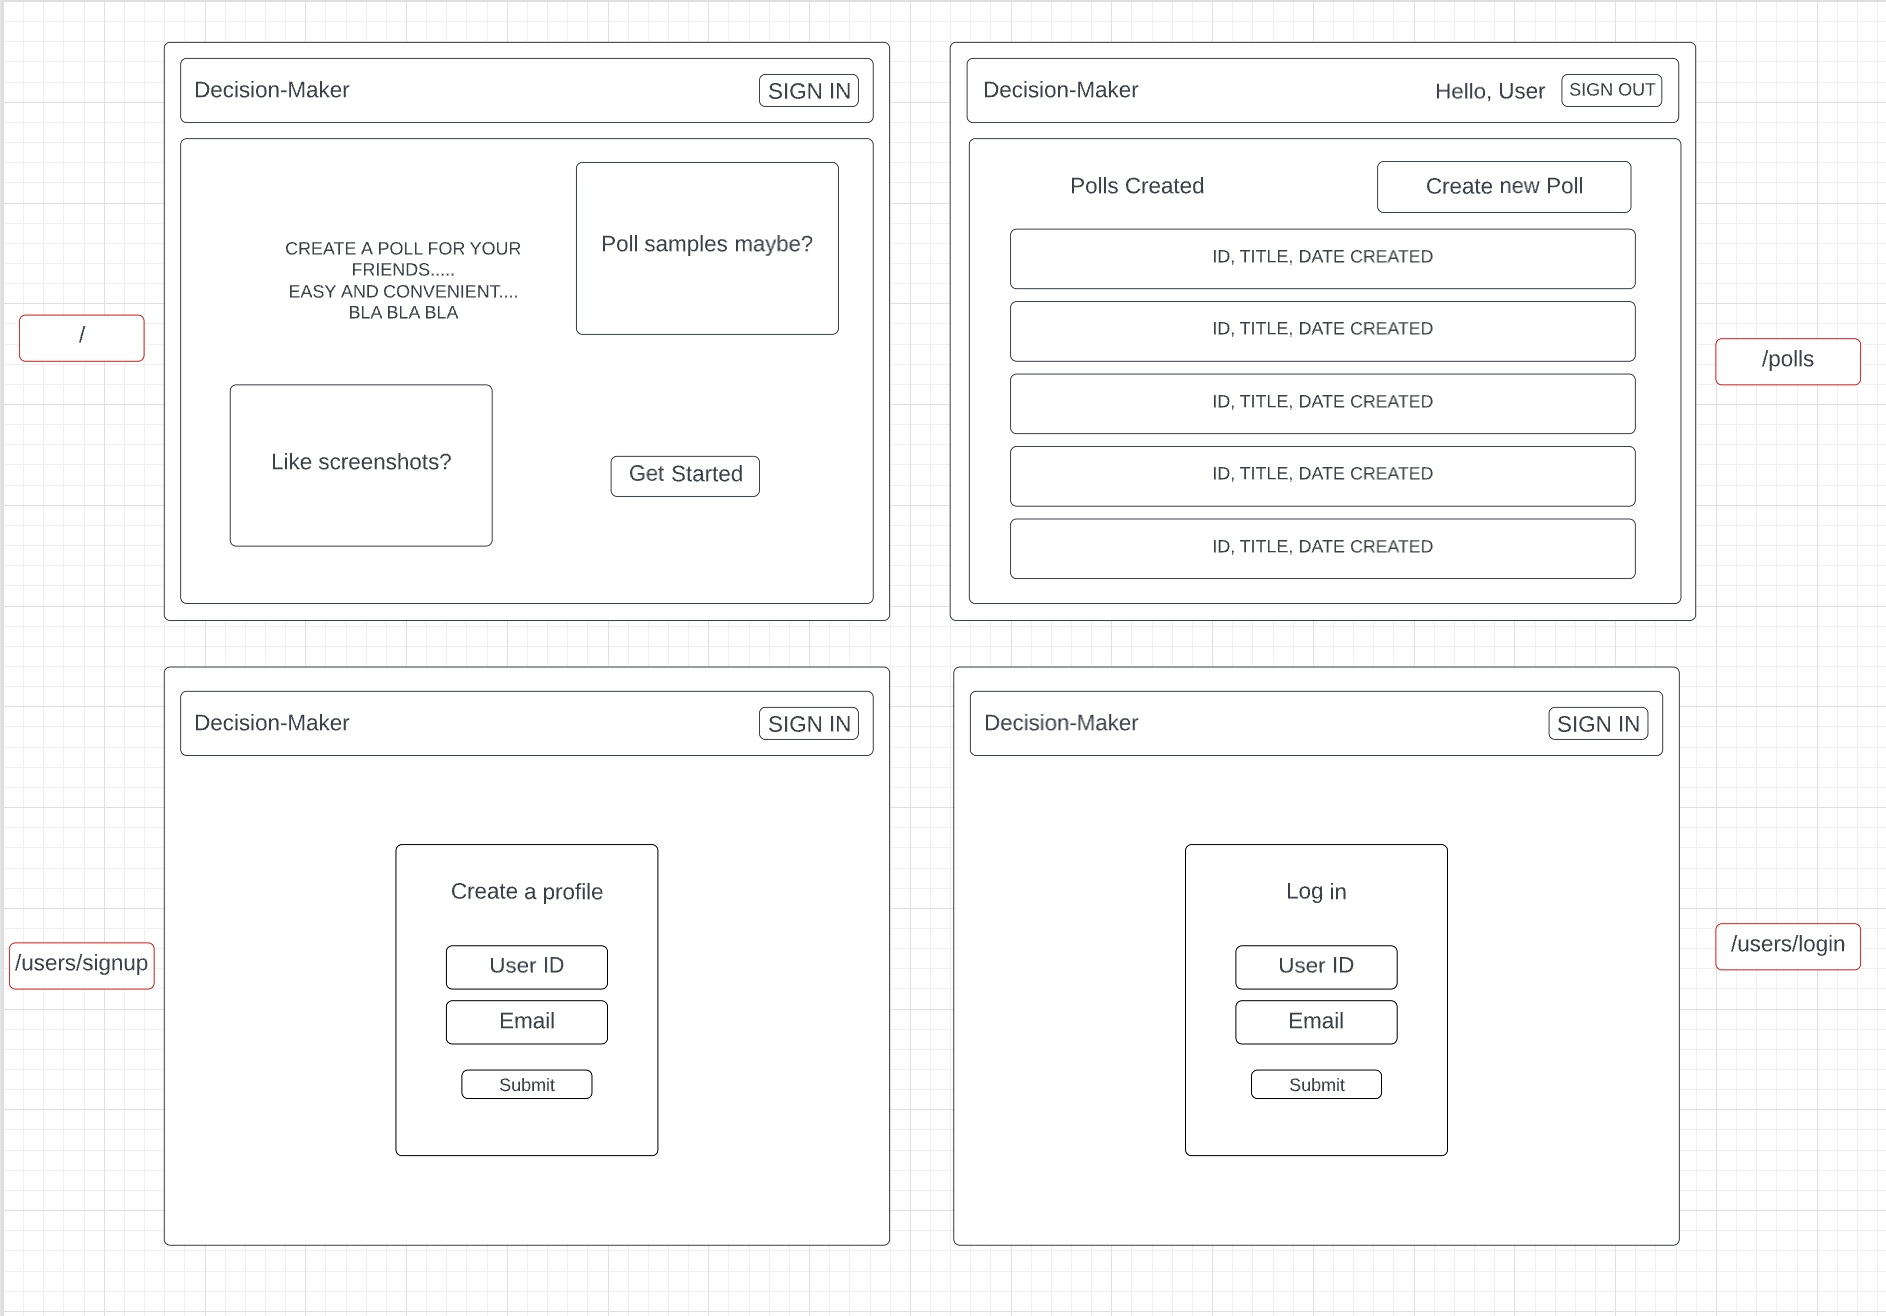 Decision-Maker
SIGN IN
CREATE A POLL FOR YOUR
FRIENDS.....
EASY AND CONVENIENT....
BLA BLA BLA
Poll samples maybe?
/
Like screenshots?
Get Started
Decision-Maker
Hello, User
SIGN OUT
Polls Created
Create new Poll
ID, TITLE, DATE CREATED
ID, TITLE, DATE CREATED
ID, TITLE, DATE CREATED
ID, TITLE, DATE CREATED
ID, TITLE, DATE CREATED
/polls
Decision-Maker
SIGN IN
Create a profile
User ID
Email
Submit
/users/signup
Decision-Maker
SIGN IN
Log in
User ID
Email
Submit
/users/login